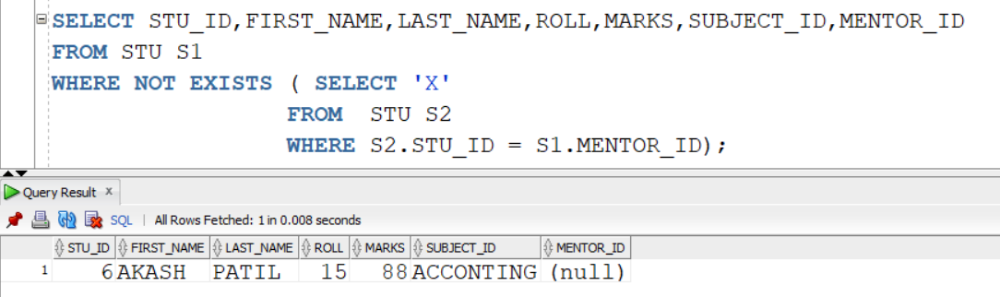 SELECT STU_ID,FIRST_NAME,LAST_NAME,ROLL,MARKS,SUBJECT_ID,MENTOR_ID
FROM STU S1
WHERE NOT EXISTS ( SELECT 'X'
FROM STU S2
WHERE S2.STU_ID = S1.MENTOR_ID);
Query Result x
SQL | All Rows Fetched: 1 in 0.008 seconds
STU_ID FIRST_NAME LAST_NAME ROLL MARKS SUBJECT_ID MENTOR_ID
1 6 AKASH PATIL 15 88 ACCONTING (null)